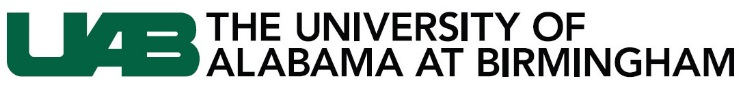 UAB THE UNIVERSITY OF
ALABAMA AT BIRMINGHAM